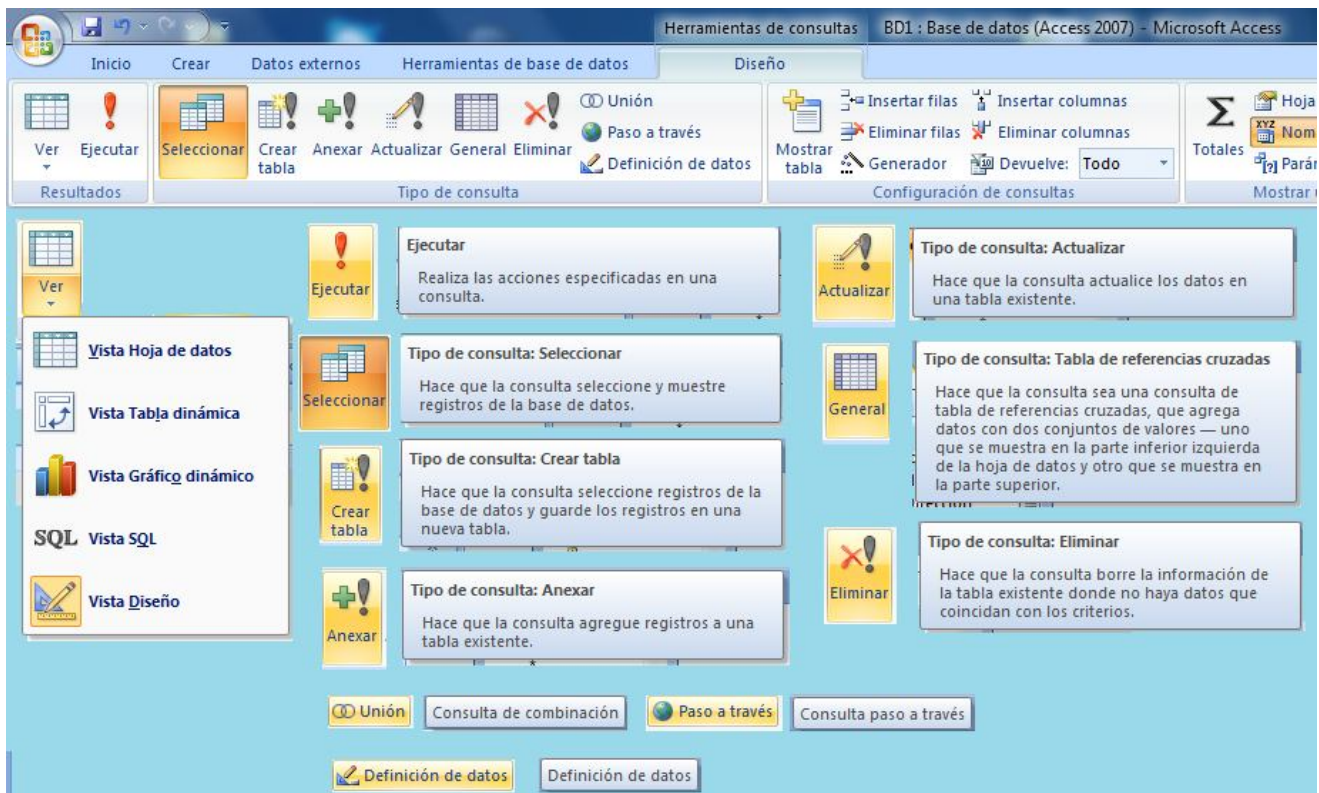 Herramientas de consultas BD1 : Base de datos (Access 2007) - Microsoft Access
Inicio Crear Datos externos Herramientas de base de datos Diseño
Ver
Ejecutar
Seleccionar
Crear tabla
Anexar
Actualizar
General
Eliminar
Unión
Paso a través
Definición de datos
Mostrar tabla
Insertar filas
Eliminar filas
Generador
Insertar columnas
Eliminar columnas
Devuelve: Todo
Σ
Totales
Hoja
XYZ Nom
Pará
Resultados
Tipo de consulta
Configuración de consultas
Mostrar
Ver
Vista Hoja de datos
Vista Tabla dinámica
Vista Gráfico dinámico
SQL Vista SQL
Vista Diseño
Ejecutar
Ejecutar
Realiza las acciones especificadas en una
consulta.
Seleccionar
Tipo de consulta: Seleccionar
Hace que la consulta seleccione y muestre
registros de la base de datos.
Crear
tabla
Tipo de consulta: Crear tabla
Hace que la consulta seleccione registros de la
base de datos y guarde los registros en una
nueva tabla.
Anexar
Tipo de consulta: Anexar
Hace que la consulta agregue registros a una
tabla existente.
Actualizar
Tipo de consulta: Actualizar
Hace que la consulta actualice los datos en
una tabla existente.
General
Tipo de consulta: Tabla de referencias cruzadas
Hace que la consulta sea una consulta de
tabla de referencias cruzadas, que agrega
datos con dos conjuntos de valores — uno
que se muestra en la parte inferior izquierda
de la hoja de datos y otro que se muestra en
la parte superior.
Eliminar
Tipo de consulta: Eliminar
Hace que la consulta borre la información de
la tabla existente donde no haya datos que
coincidan con los criterios.
Unión
Consulta de combinación
Paso a través
Consulta paso a través
Definición de datos
Definición de datos